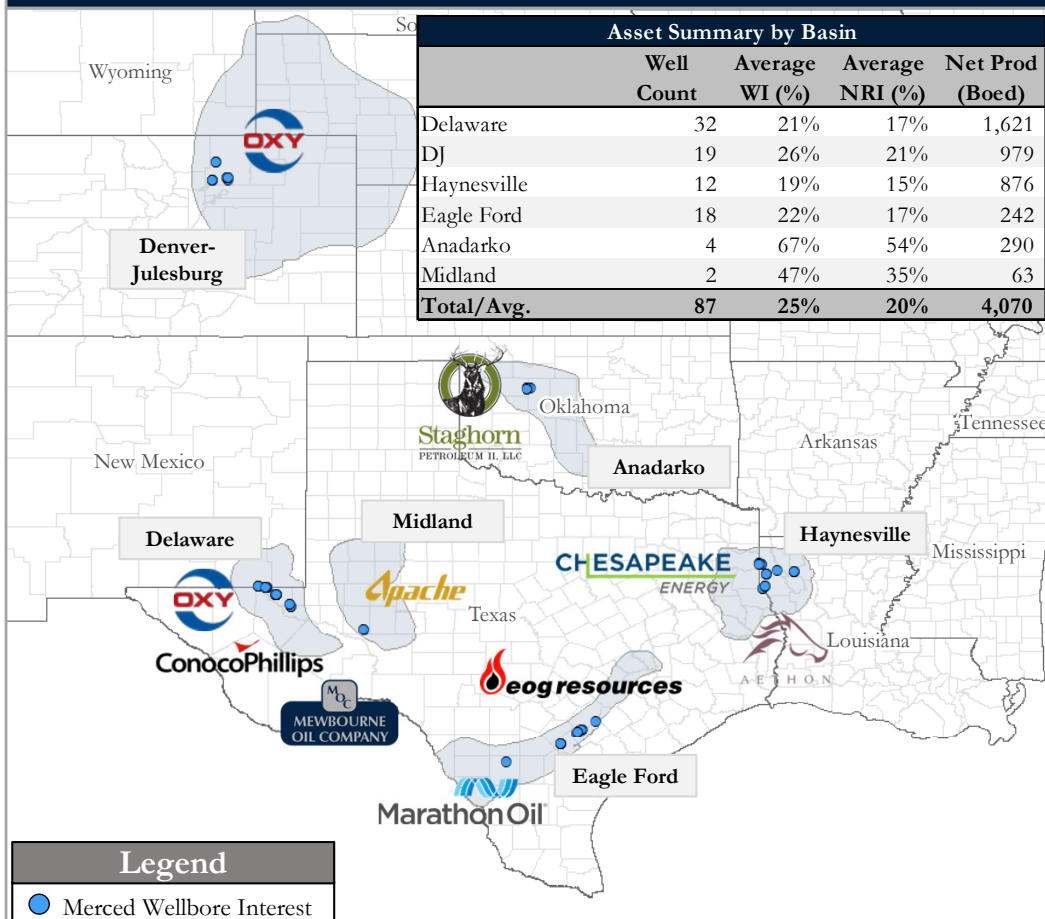 So
Wyoming
Asset Summary by Basin
Well Average Average Net Prod
Count WI (%) NRI (%) (Boed)
Delaware 32 21% 17% 1,621
DJ 19 26% 21% 979
Haynesville 12 19% 15% 876
Eagle Ford 18 22% 17% 242
Anadarko 4 67% 54% 290
Midland 2 47% 35% 63
Total/Avg. 87 25% 20% 4,070
OXY
Denver-
Julesburg
Oklahoma
Staghorn
PETROLEUM II, LLC
Arkansas
Tennessee
New Mexico
Anadarko
Midland
Delaware
Haynesville
Mississippi
CHESAPEAKE
ENERGY
OXY
Apache
Texas
Louisiana
ConocoPhillips
AETHON
eog resources
MOC
MEWBOURNE
OIL COMPANY
Eagle Ford
Marathon Oil
Legend
Merced Wellbore Interest